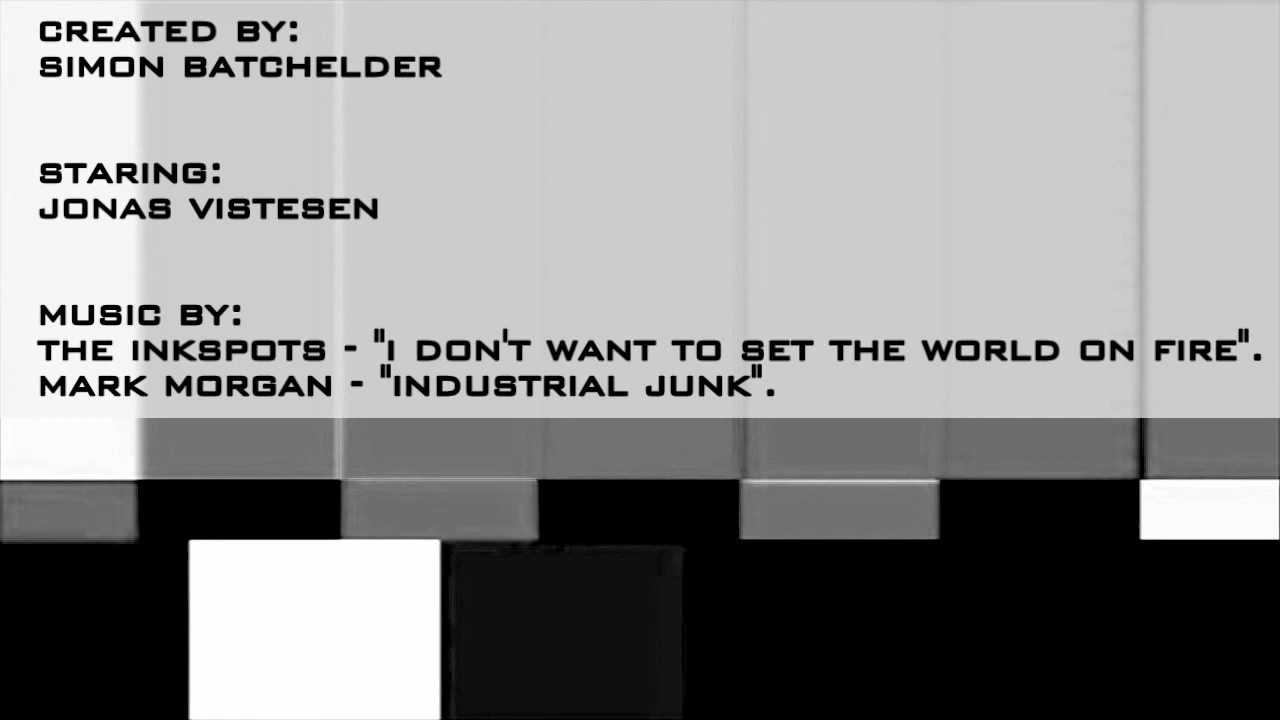 CREATED BY:
SIMON BATCHELDER
STARING:
JONAS VISTESEN
MUSIC BY:
THE INKSPOTS - "I DON'T WANT TO SET THE WORLD ON FIRE".
MARK MORGAN - "INDUSTRIAL JUNK".